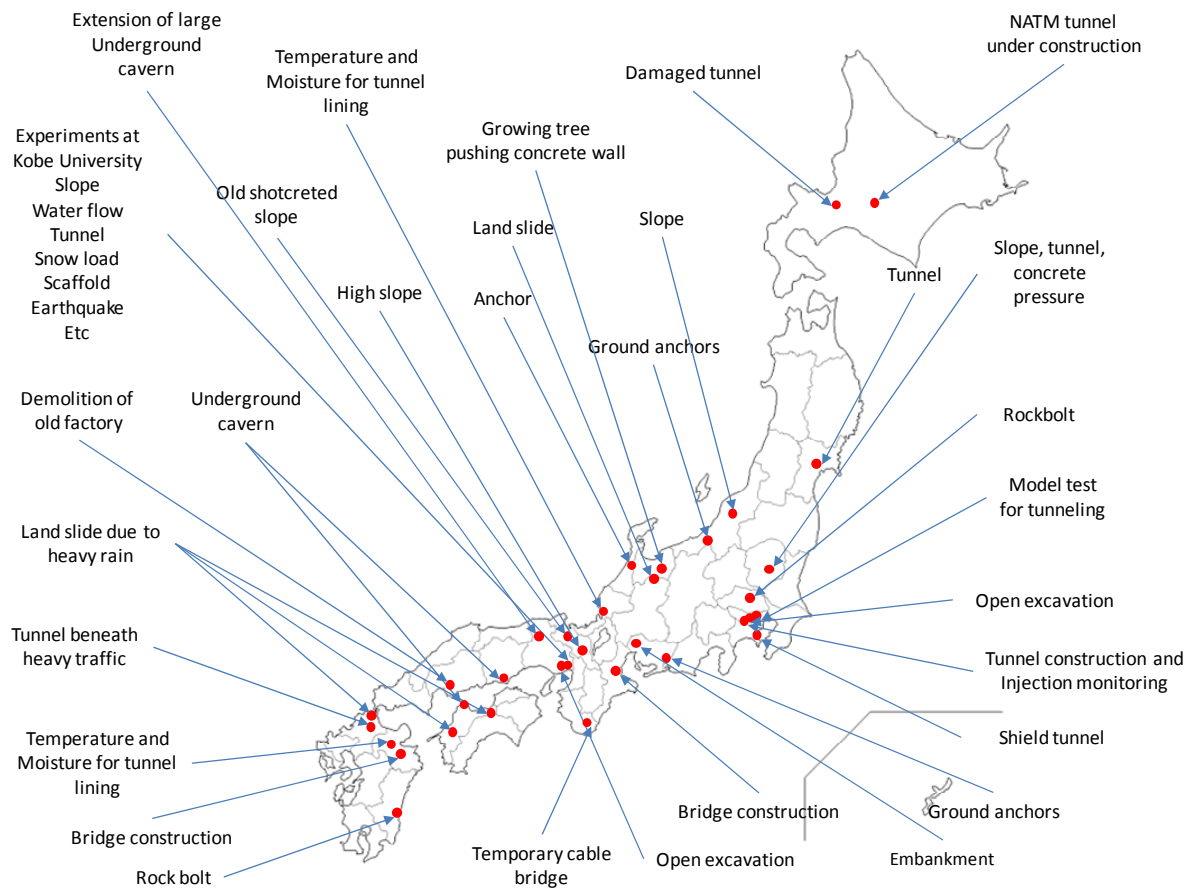 Extension of large
Underground
cavern
Temperature and
Moisture for tunnel
lining
NATM tunnel
under construction
Damaged tunnel
Experiments at
Kobe University
Slope
Water flow
Tunnel
Snow load
Scaffold
Earthquake
Etc
Growing tree
pushing concrete wall
Old shotcreted
slope
Land slide
Slope
High slope
Anchor
Slope, tunnel,
concrete
pressure
Tunnel
Ground anchors
Demolition of
old factory
Underground
cavern
Rockbolt
Model test
for tunneling
Land slide due to
heavy rain
Open excavation
Tunnel beneath
heavy traffic
Tunnel construction and
Injection monitoring
Temperature and
Moisture for tunnel
lining
Shield tunnel
Bridge construction
Rock bolt
Temporary cable
bridge
Open excavation
Bridge construction
Ground anchors
Embankment